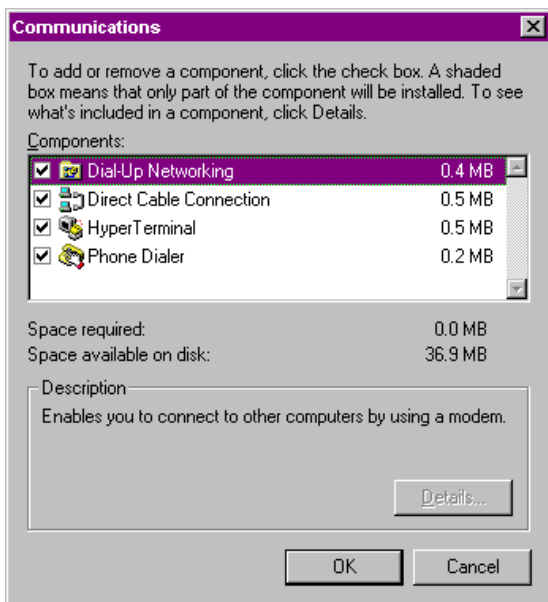 Communications
To add or remove a component, click the check box. A shaded
box means that only part of the component will be installed. To see
what's included in a component, click Details.
Components:
Dial-Up Networking 0.4 MB
Direct Cable Connection 0.5 MB
HyperTerminal 0.5 MB
Phone Dialer 0.2 MB
Space required: 0.0 MB
Space available on disk: 36.9 MB
Description
Enables you to connect to other computers by using a modem.
Details...
OK Cancel